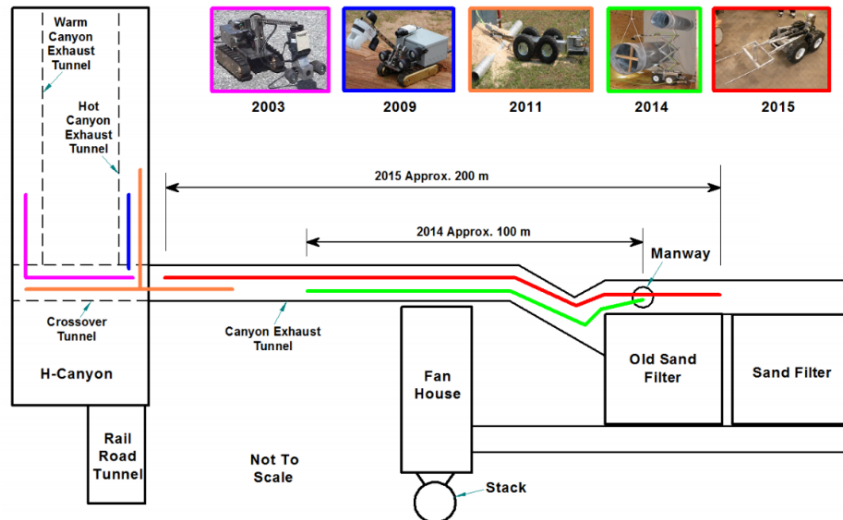 Warm
Canyon
Exhaust
Tunnel
Hot
Canyon
Exhaust
Tunnel
2003
2009
2011
2014
2015
2015 Approx. 200 m
2014 Approx. 100 m
Manway
Crossover
Tunnel
Canyon Exhaust
Tunnel
H-Canyon
Fan
House
Old Sand
Filter
Sand Filter
Rail
Road
Tunnel
Not To
Scale
Stack